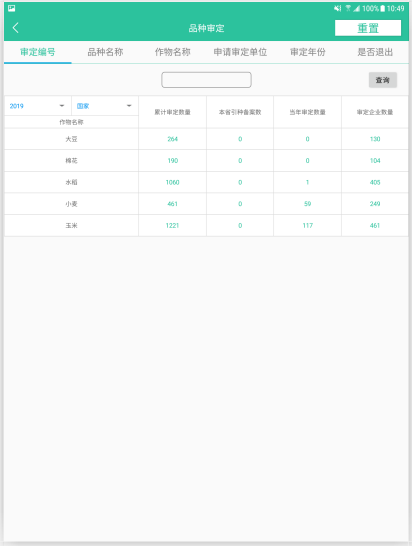 100% 10:49
品种审定
重置
审定编号 品种名称 作物名称 申请审定单位 审定年份 是否退出
查询
2019 国家 累计审定数量 本省引种备案数 当年审定数量 审定企业数量
作物名称
大豆 264 0 0 130
棉花 190 0 0 104
水稻 1060 0 1 405
小麦 461 0 59 249
玉米 1221 0 117 461